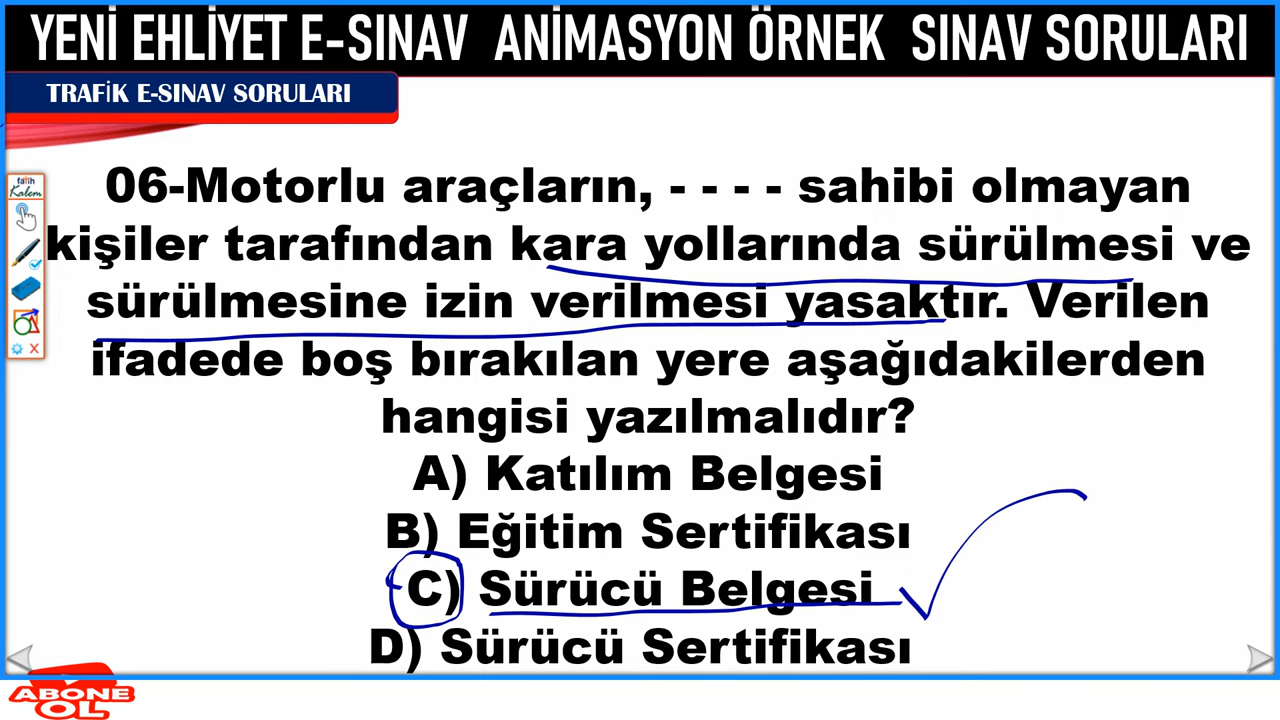 YENİ EHLİYET E-SINAV ANİMASYON ÖRNEK SINAV SORULARI
TRAFİK E-SINAV SORULARI
fatih
Kalem
06-Motorlu araçların, - - - - sahibi olmayan
kişiler tarafından kara yollarında sürülmesi ve
sürülmesine izin verilmesi yasaktır. Verilen
ifadede boş bırakılan yere aşağıdakilerden
hangisi yazılmalıdır?
A) Katılım Belgesi
B) Eğitim Sertifikası
C) Sürücü Belgesi
D) Sürücü Sertifikası
ABONE
OL